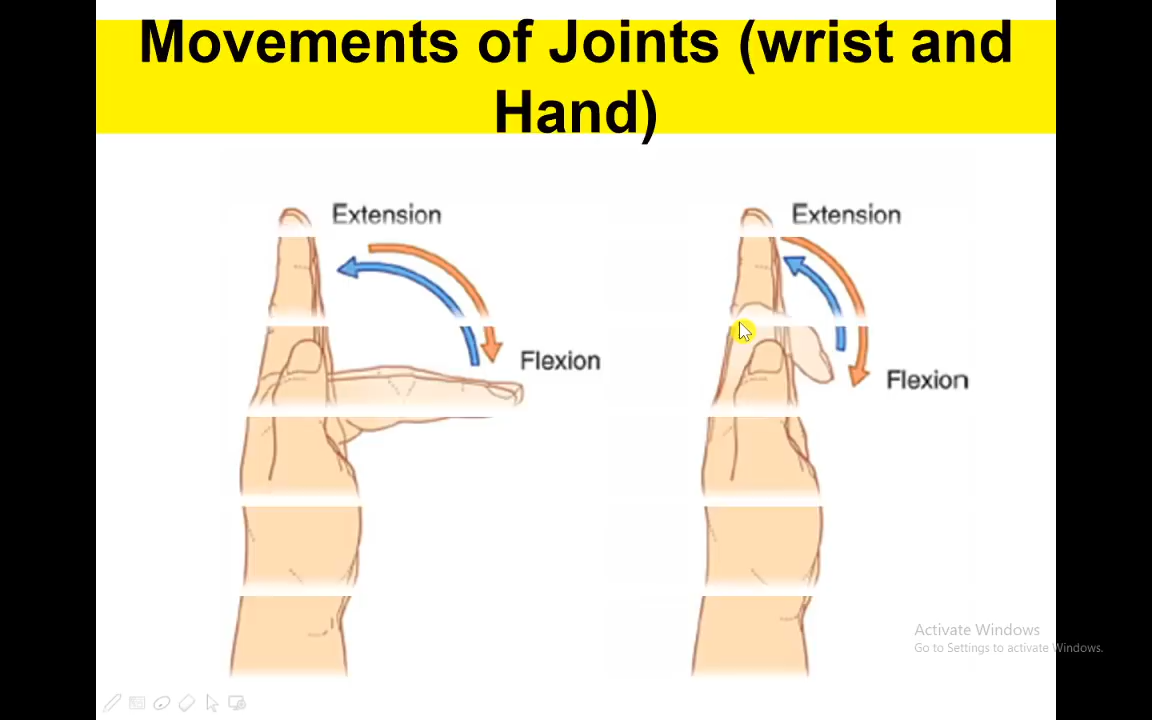 Movements of Joints (wrist and
Hand)
Extension
Extension
Flexion
Flexion
Activate Windows
Go to Settings to activate Windows.